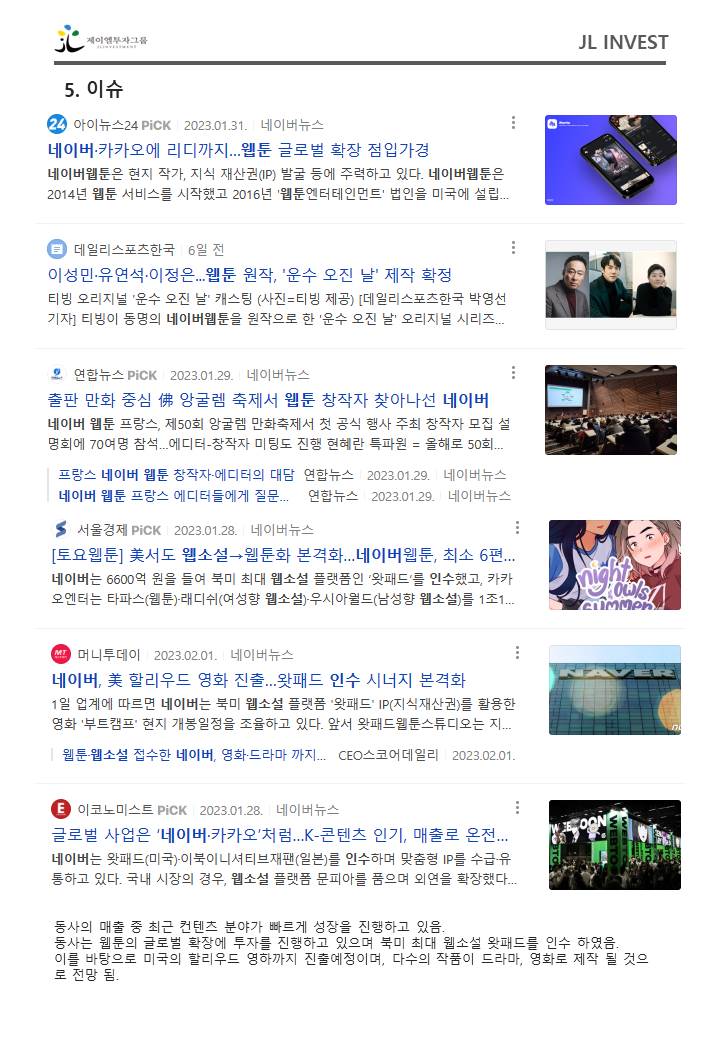 제이엘투자그룹
JLINVESTMENT
JL INVEST
5. 이슈
24 아이뉴스24 PiCK 2023.01.31. 네이버뉴스
네이버·카카오에 리디까지...웹툰 글로벌 확장 점입가경
네이버웹툰은 현지 작가, 지식 재산권(IP) 발굴 등에 주력하고 있다. 네이버웹툰은
2014년 웹툰 서비스를 시작했고 2016년 '웹툰엔터테인먼트' 법인을 미국에 설립...
데일리스포츠한국 6일 전
이성민·유연석·이정은...웹툰 원작, '운수 오진 날' 제작 확정
티빙 오리지널 '운수 오진 날' 캐스팅 (사진=티빙 제공) [데일리스포츠한국 박영선
기자] 티빙이 동명의 네이버웹툰을 원작으로 한 '운수 오진 날' 오리지널 시리즈...
연합뉴스 PiCK 2023.01.29. 네이버뉴스
출판 만화 중심 佛 앙굴렘 축제서 웹툰 창작자 찾아나선 네이버
네이버 웹툰 프랑스, 제50회 앙굴렘 만화축제서 첫 공식 행사 주최 창작자 모집 설
명회에 70여명 참석...에디터-창작자 미팅도 진행 현혜란 특파원 = 올해로 50회...
프랑스 네이버 웹툰 창작자·에디터의 대담 연합뉴스 2023.01.29. 네이버뉴스
네이버 웹툰 프랑스 에디터들에게 질문... 연합뉴스 2023.01.29. 네이버뉴스
서울경제 PiCK 2023.01.28. 네이버뉴스
[토요웹툰] 美서도 웹소설→웹툰화 본격화...네이버웹툰, 최소 6편...
네이버는 6600억 원을 들여 북미 최대 웹소설 플랫폼인 '왓패드'를 인수했고, 카카
오엔터는 타파스(웹툰)·래디쉬(여성향 웹소설)·우시아월드(남성향 웹소설)를 1조1...
night owls
summer
MT 머니투데이 2023.02.01. 네이버뉴스
네이버, 美 할리우드 영화 진출...왓패드 인수 시너지 본격화
1일 업계에 따르면 네이버는 북미 웹소설 플랫폼 '왓패드' IP(지식재산권)를 활용한
영화 '부트캠프' 현지 개봉일정을 조율하고 있다. 앞서 왓패드웹툰스튜디오는 지...
NAVER
웹툰·웹소설 접수한 네이버, 영화·드라마 까지... CEO스코어데일리 2023.02.01.
E 이코노미스트 PiCK 2023.01.28. 네이버뉴스
글로벌 사업은 '네이버·카카오'처럼...K-콘텐츠 인기, 매출로 온전...
네이버는 왓패드(미국)·이북이니셔티브재팬(일본)를 인수하며 맞춤형 IP를 수급·유
통하고 있다. 국내 시장의 경우, 웹소설 플랫폼 문피아를 품으며 외연을 확장했다...
동사의 매출 중 최근 컨텐츠 분야가 빠르게 성장을 진행하고 있음.
동사는 웹툰의 글로벌 확장에 투자를 진행하고 있으며 북미 최대 웹소설 왓패드를 인수 하였음.
이를 바탕으로 미국의 할리우드 영하까지 진출예정이며, 다수의 작품이 드라마, 영화로 제작 될 것으
로 전망 됨.